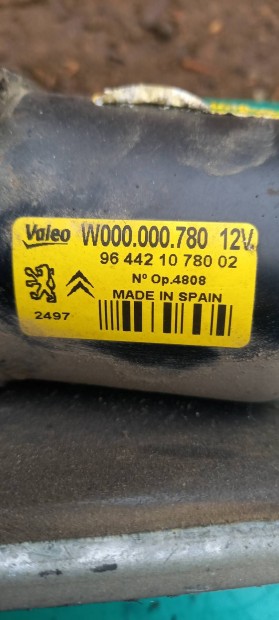 Valeo W000.000.780 12V.
96 442 10 780 02
Nº Op.4808
MADE IN SPAIN
2497